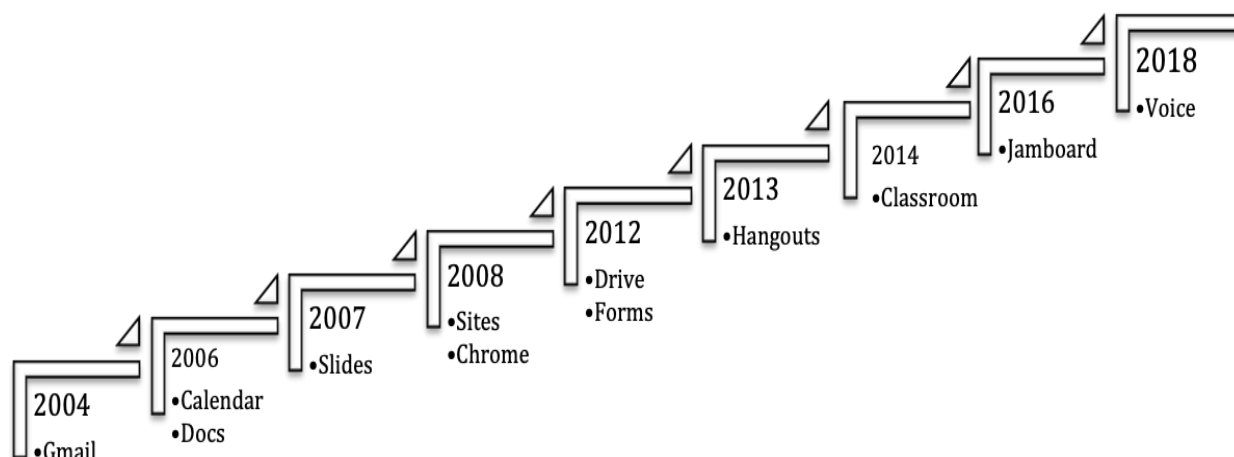 2004
•Gmail
2006
•Calendar
•Docs
2007
•Slides
2008
•Sites
•Chrome
2012
•Drive
•Forms
2013
•Hangouts
2014
•Classroom
2016
•Jamboard
2018
•Voice